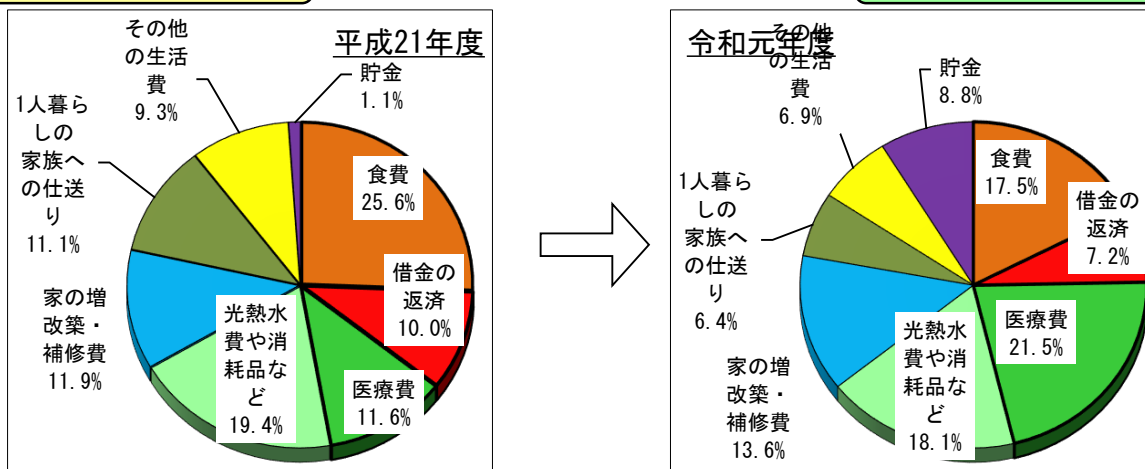 平成21年度
その他
の生活
費
9.3%
貯金
1.1%
1人暮ら
しの
家族へ
の仕送
り
11.1%
食費
25.6%
借金の
返済
10.0%
家の増
改築・
補修費
11.9%
光熱水
費や消
耗品な
ど
19.4%
医療費
11.6%
令和元年度
その他
の生活
費
6.9%
貯金
8.8%
1人暮ら
しの
家族へ
の仕送
り
6.4%
食費
17.5%
借金の
返済
7.2%
医療費
21.5%
家の増
改築・
補修費
13.6%
光熱水
費や消
耗品な
ど
18.1%